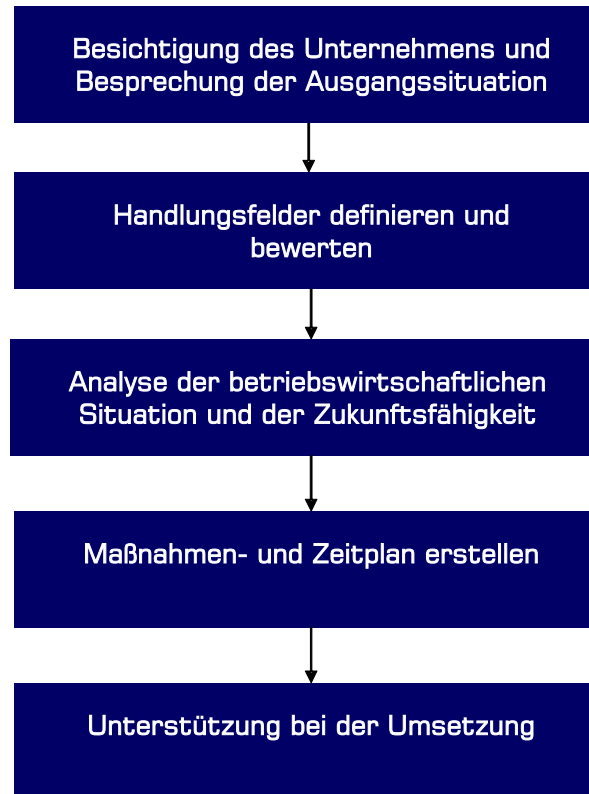 Besichtigung des Unternehmens und
Besprechung der Ausgangssituation
Handlungsfelder definieren und
bewerten
Analyse der betriebswirtschaftlichen
Situation und der Zukunftsfähigkeit
Maßnahmen- und Zeitplan erstellen
Unterstützung bei der Umsetzung